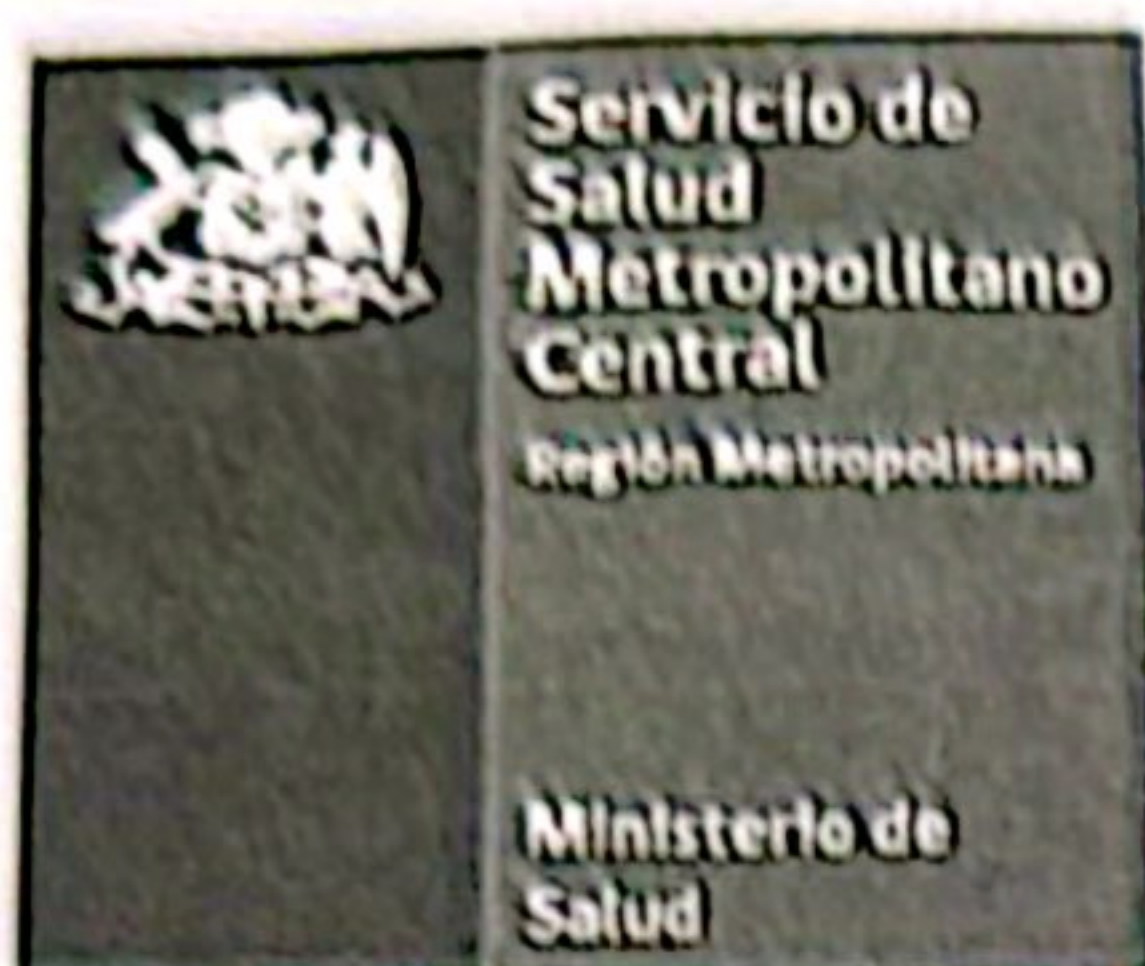 Servicio de
Salud
Metropolitano
Central
Región Metropolitana
Ministerio de
Salud